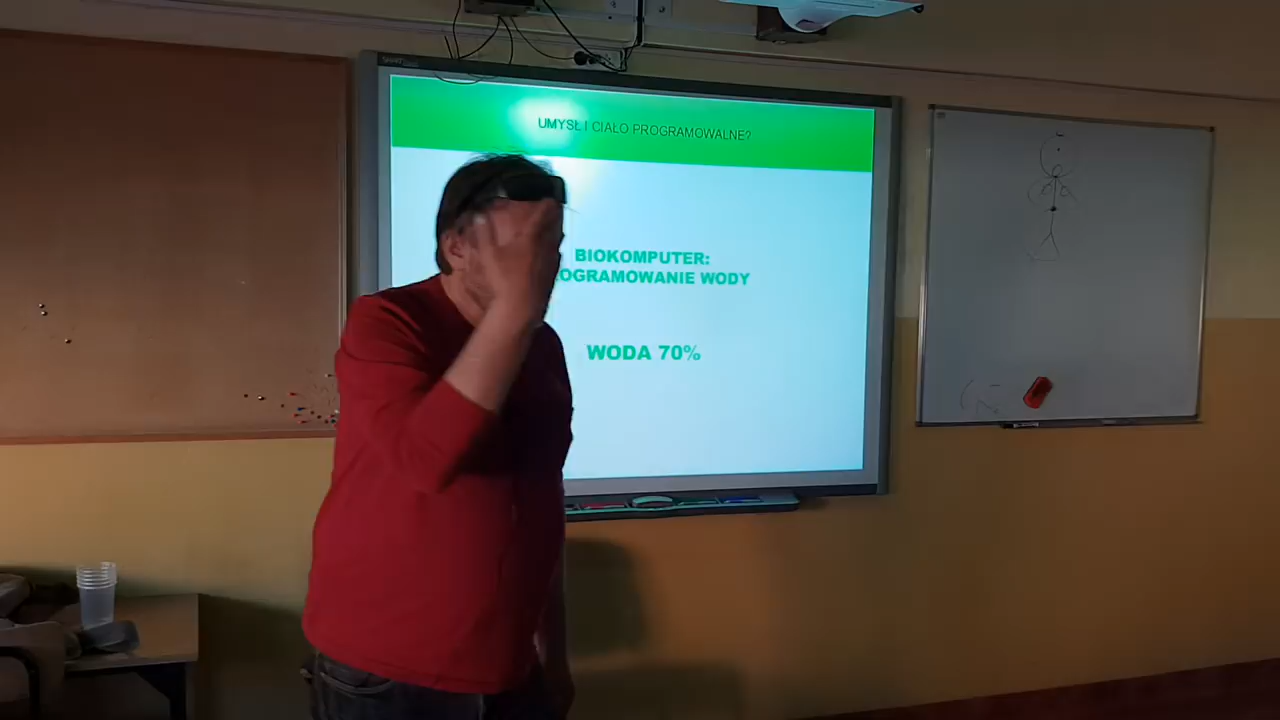 UMYSŁ I CIAŁO PROGRAMOWALNE?
BIOKOMPUTER:
OGRAMOWANIE WODY
WODA 70%